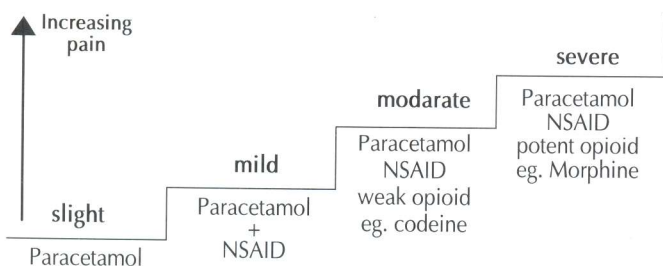 Increasing
pain
slight
Paracetamol
mild
Paracetamol
+
NSAID
modarate
Paracetamol
NSAID
weak opioid
eg. codeine
severe
Paracetamol
NSAID
potent opioid
eg. Morphine